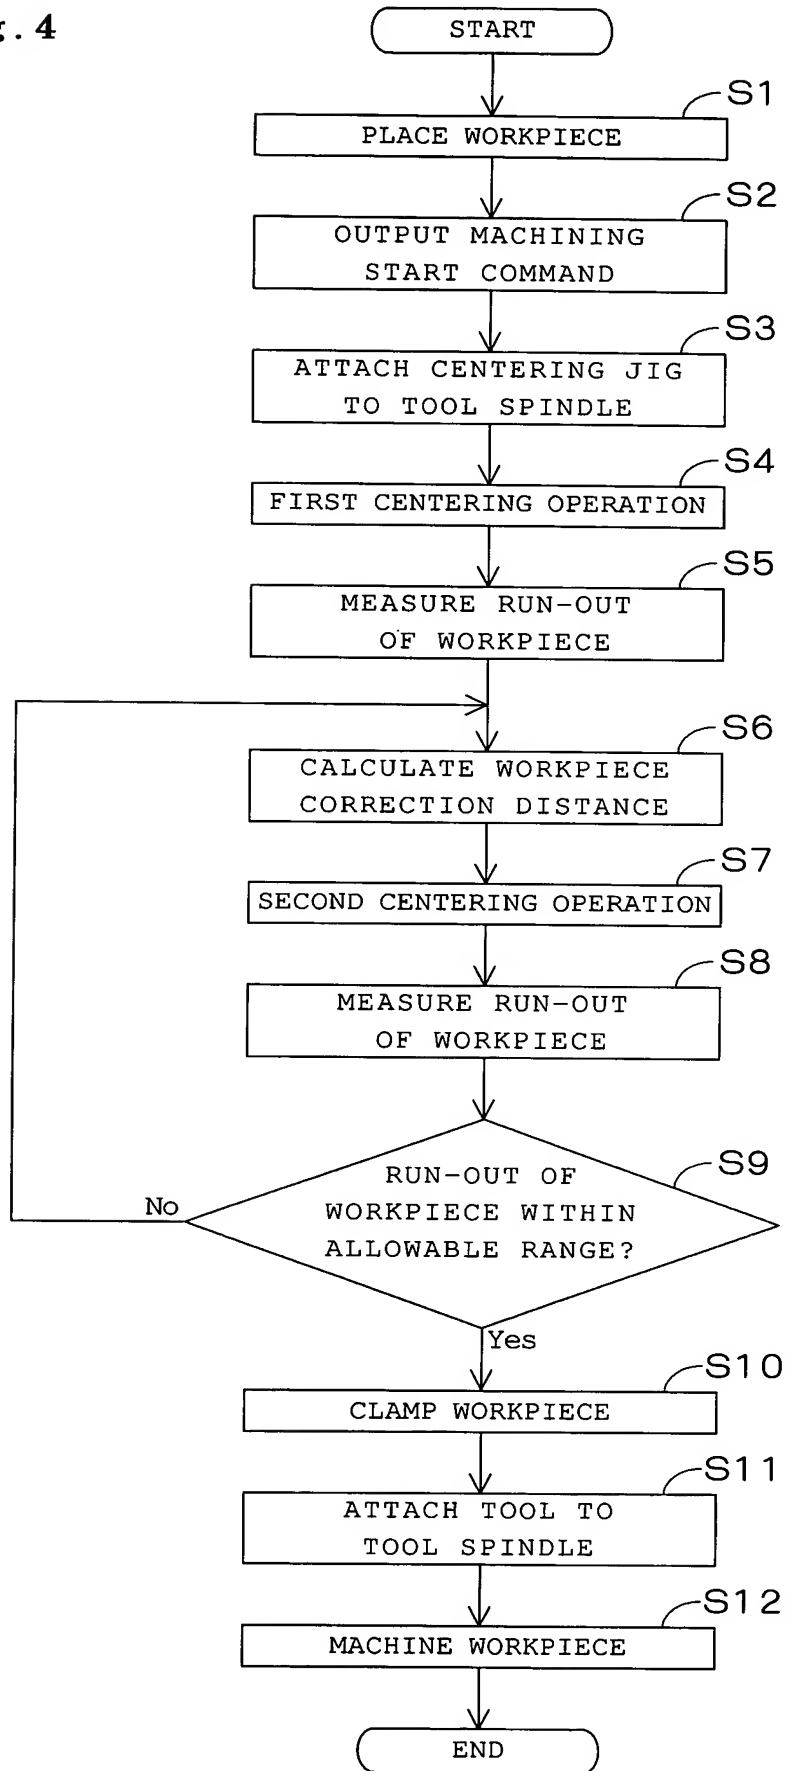 g. 4
START
S1
PLACE WORKPIECE
S2
OUTPUT MACHINING
START COMMAND
S3
ATTACH CENTERING JIG
TO TOOL SPINDLE
S4
FIRST CENTERING OPERATION
S5
MEASURE RUN-OUT
OF WORKPIECE
S6
CALCULATE WORKPIECE
CORRECTION DISTANCE
S7
SECOND CENTERING OPERATION
S8
MEASURE RUN-OUT
OF WORKPIECE
S9
RUN-OUT OF
WORKPIECE WITHIN
ALLOWABLE RANGE?
No
Yes
S10
CLAMP WORKPIECE
S11
ATTACH TOOL TO
TOOL SPINDLE
S12
MACHINE WORKPIECE
END